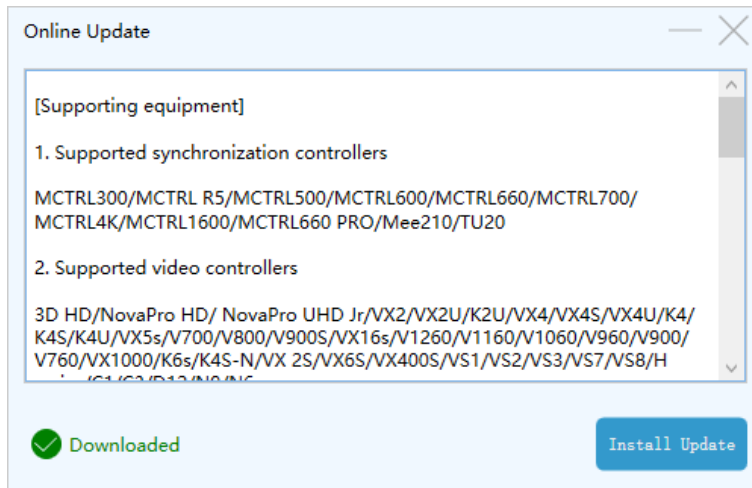 Online Update
[Supporting equipment]
1. Supported synchronization controllers
MCTRL300/MCTRL R5/MCTRL500/MCTRL600/MCTRL660/MCTRL700/
MCTRL4K/MCTRL1600/MCTRL660 PRO/Mee210/TU20
2. Supported video controllers
3D HD/NovaPro HD/ NovaPro UHD Jr/VX2/VX2U/K2U/VX4/VX4S/VX4U/K4/
K4S/K4U/VX5s/V700/V800/V900S/VX16s/V1260/V1160/V1060/V960/V900/
V760/VX1000/K6s/K4S-N/VX 2S/VX6S/VX400S/VS1/VS2/VS3/VS7/VS8/H
Downloaded
Install Update